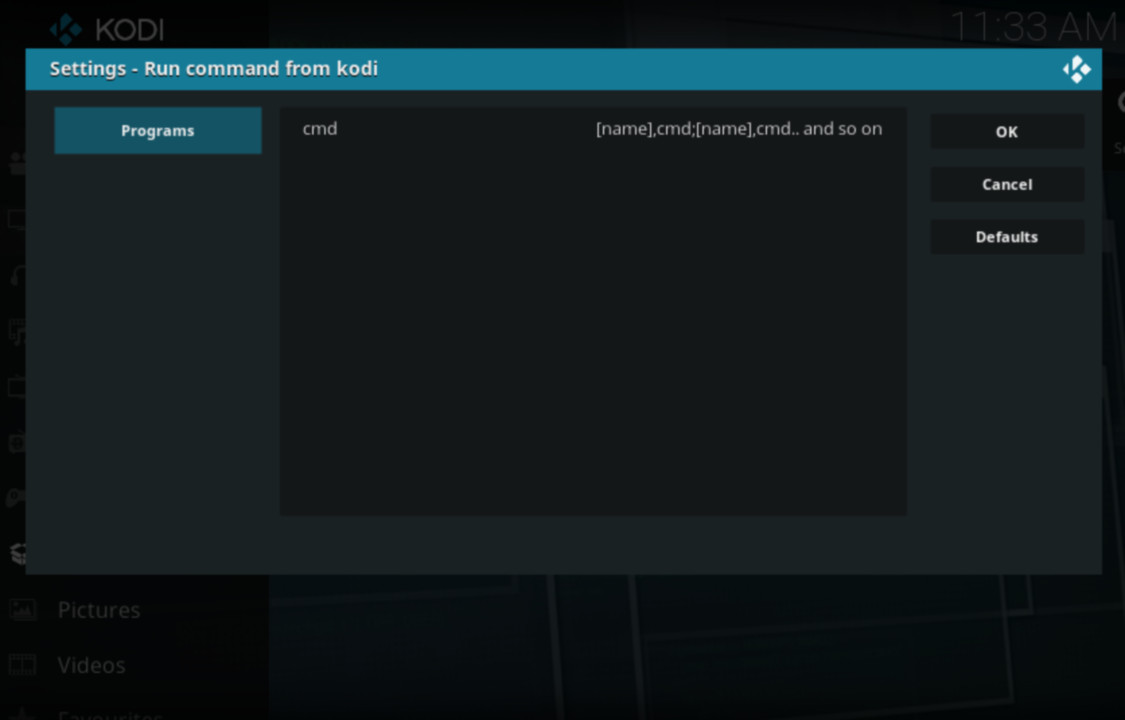 KODI
11:33 AM
Settings - Run command from kodi
Programs
cmd
[name],cmd;[name],cmd.. and so on
OK
Cancel
Defaults
Pictures
Videos
Favourites